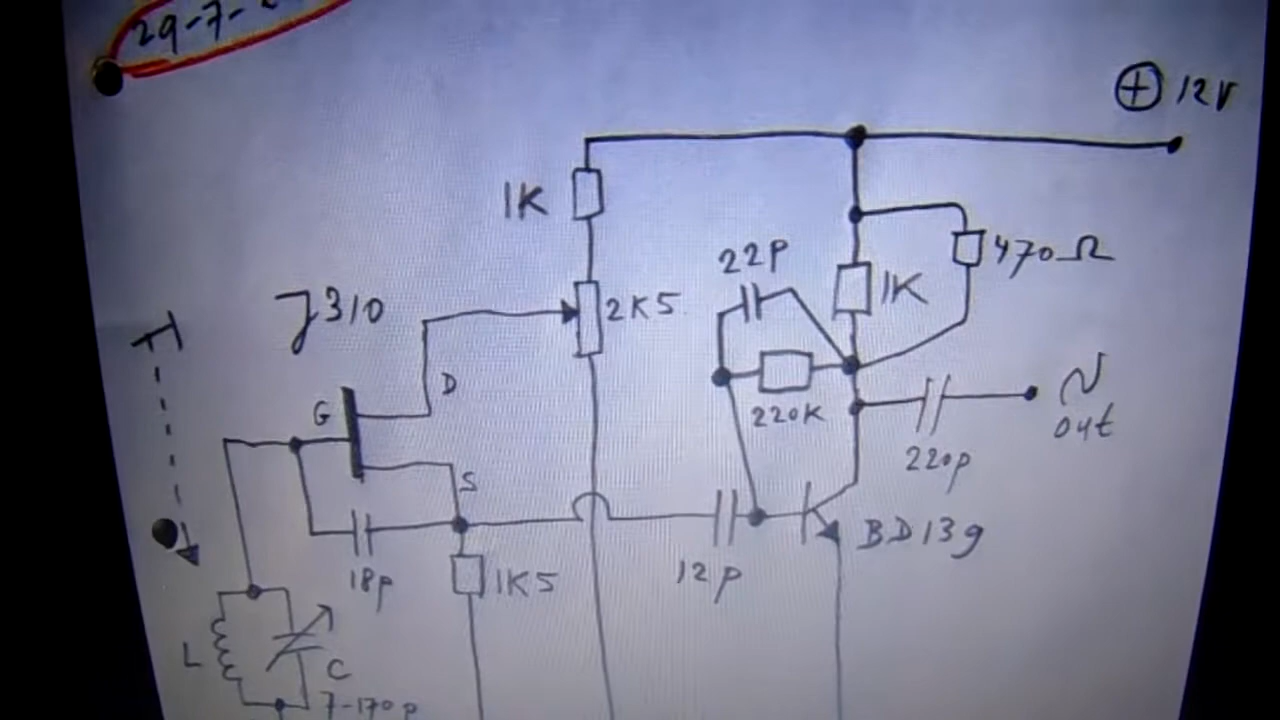 29-7-
+ 12V
1K
22p
470Ω
J310
2K5
1K
D
G
220K
out
S
220p
BD139
18p
1K5
12p
L
C
7-170p